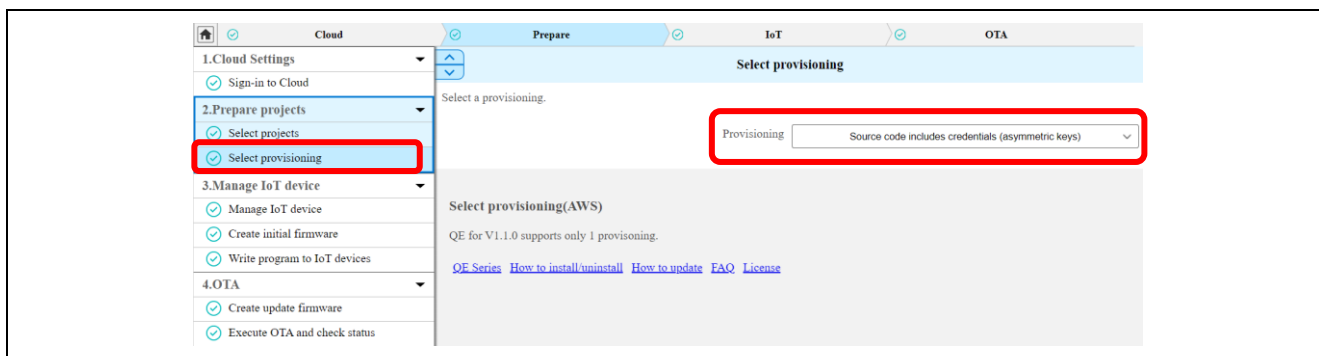 Cloud
Prepare
IoT
OTA
1.Cloud Settings
Sign-in to Cloud
2.Prepare projects
Select projects
Select provisioning
3.Manage IoT device
Manage IoT device
Create initial firmware
Write program to IoT devices
4.OTA
Create update firmware
Execute OTA and check status
Select provisioning
Select a provisioning.
Provisioning Source code includes credentials (asymmetric keys)
Select provisioning(AWS)
QE for V1.1.0 supports only 1 provisoning.
QE Series How to install/uninstall How to update FAQ License